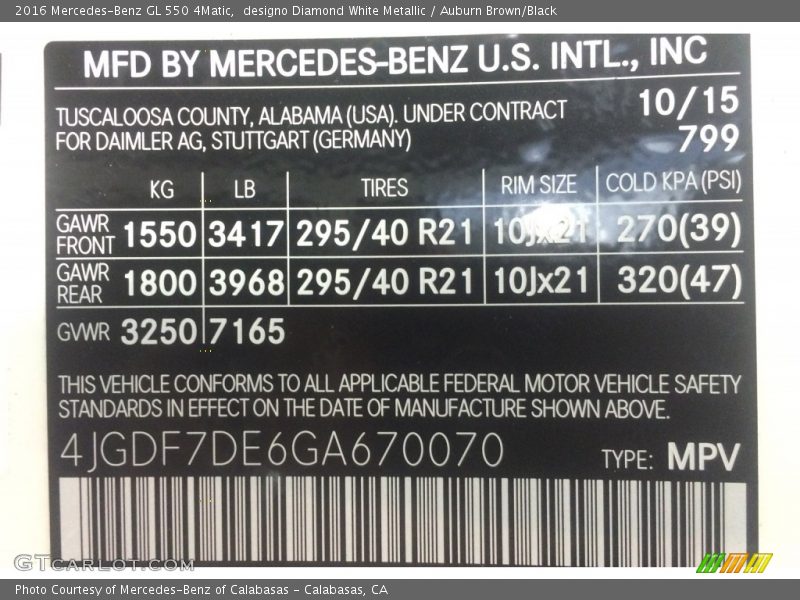 2016 Mercedes-Benz GL 550 4Matic,  designo Diamond White Metallic / Auburn Brown/Black
MFD BY MERCEDES-BENZ U.S. INTL., INC
TUSCALOOSA COUNTY, ALABAMA (USA). UNDER CONTRACT 10/15
FOR DAIMLER AG, STUTTGART (GERMANY) 799
KG LB TIRES RIM SIZE COLD KPA (PSI)
GAWR FRONT 1550 3417 295/40 R21 10Jx21 270(39)
GAWR REAR 1800 3968 295/40 R21 10Jx21 320(47)
GVWR 3250 7165
THIS VEHICLE CONFORMS TO ALL APPLICABLE FEDERAL MOTOR VEHICLE SAFETY
STANDARDS IN EFFECT ON THE DATE OF MANUFACTURE SHOWN ABOVE.
4JGDF7DE6GA670070 TYPE: MPV
GTCARLOT.COM
Photo Courtesy of Mercedes-Benz of Calabasas - Calabasas, CA